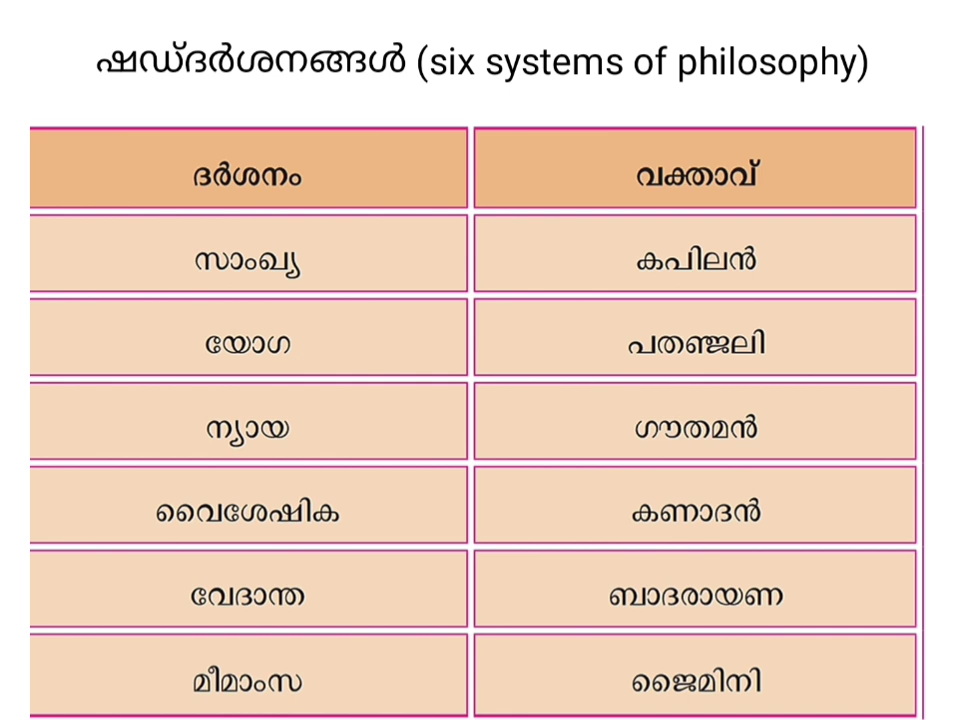 ഷഡ്ദർശനങ്ങൾ (six systems of philosophy)
ദർശനം വക്താവ്
സാംഖ്യ കപിലൻ
യോഗ പതഞ്ജലി
ന്യായ ഗൗതമൻ
വൈശേഷിക കണാദൻ
വേദാന്ത ബാദരായണ
മീമാംസ ജൈമിനി